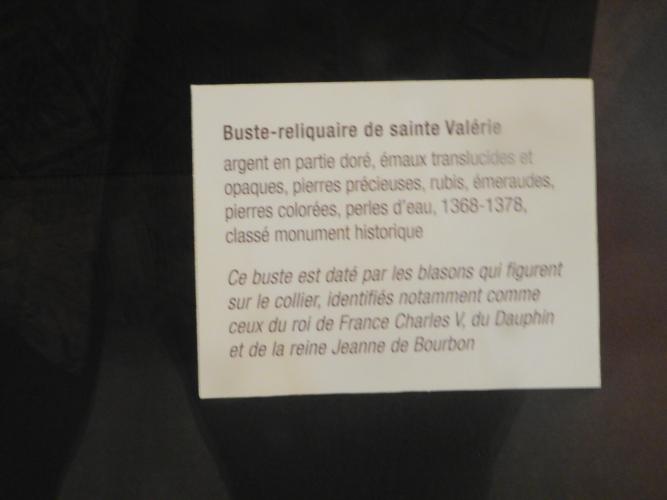 Buste-reliquaire de sainte Valérie
argent en partie doré, émaux translucides et
opaques, pierres précieuses, rubis, émeraudes,
pierres colorées, perles d'eau, 1368-1378,
classé monument historique
Ce buste est daté par les blasons qui figurent
sur le collier, identifiés notamment comme
ceux du roi de France Charles V, du Dauphin
et de la reine Jeanne de Bourbon